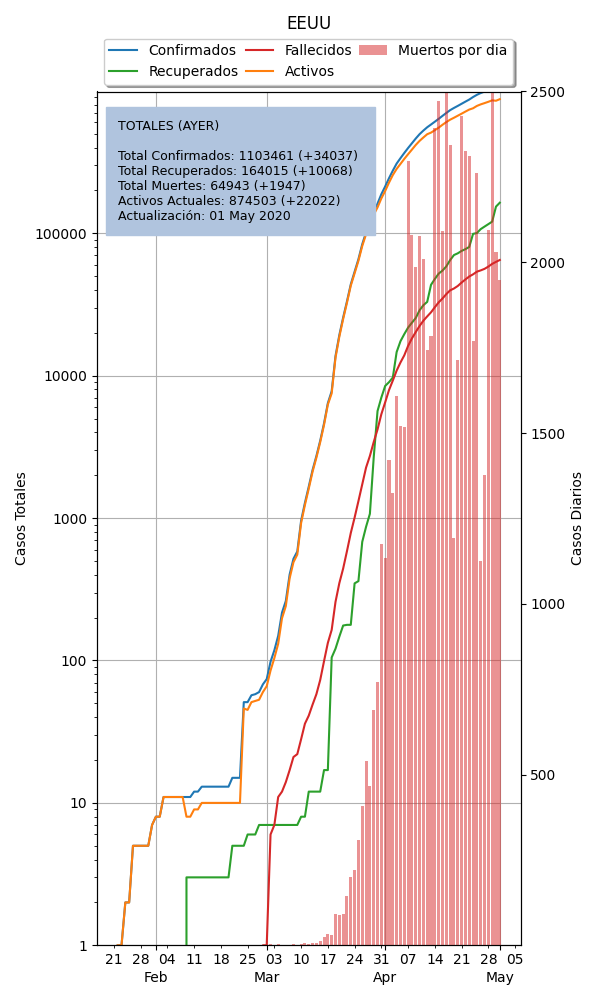 EEUU
Confirmados
Recuperados
Fallecidos
Activos
Muertos por dia
TOTALES (AYER)
Total Confirmados: 1103461 (+34037)
Total Recuperados: 164015 (+10068)
Total Muertes: 64943 (+1947)
Activos Actuales: 874503 (+22022)
Actualización: 01 May 2020
Casos Totales
100000
10000
1000
100
10
1
2500
2000
1500
1000
500
Casos Diarios
21 28 04 11 18 25 03 10 17 24 31 07 14 21 28 05
Feb Mar Apr May